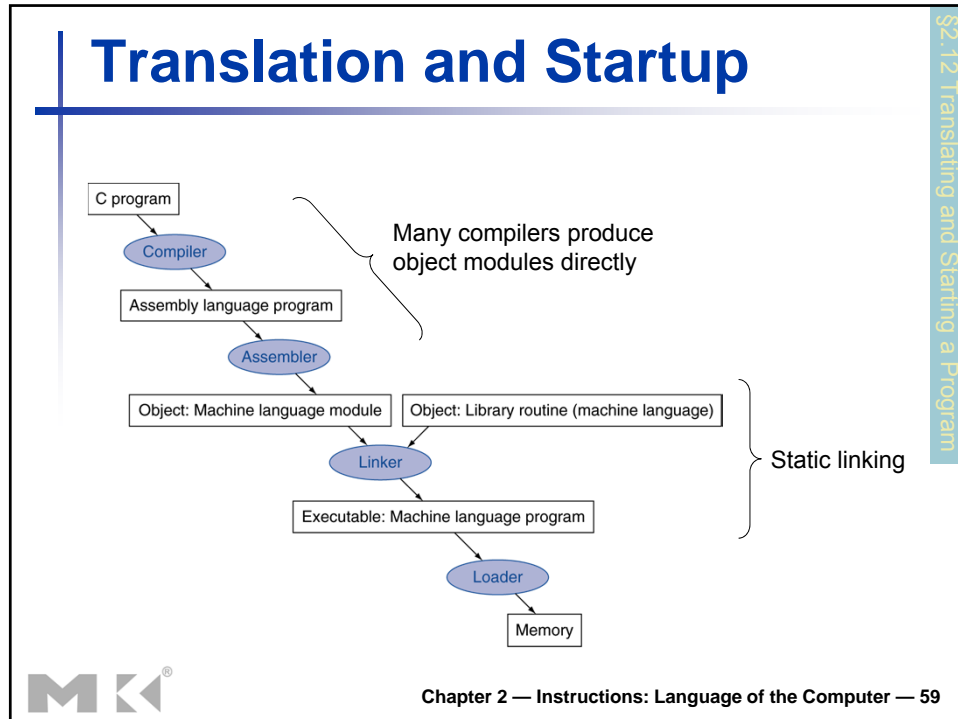 Translation and Startup
§2.12 Translating and Starting a Program
C program
Compiler
Many compilers produce
object modules directly
Assembly language program
Assembler
Object: Machine language module
Object: Library routine (machine language)
Linker
Static linking
Executable: Machine language program
Loader
Memory
MK®
Chapter 2 — Instructions: Language of the Computer — 59